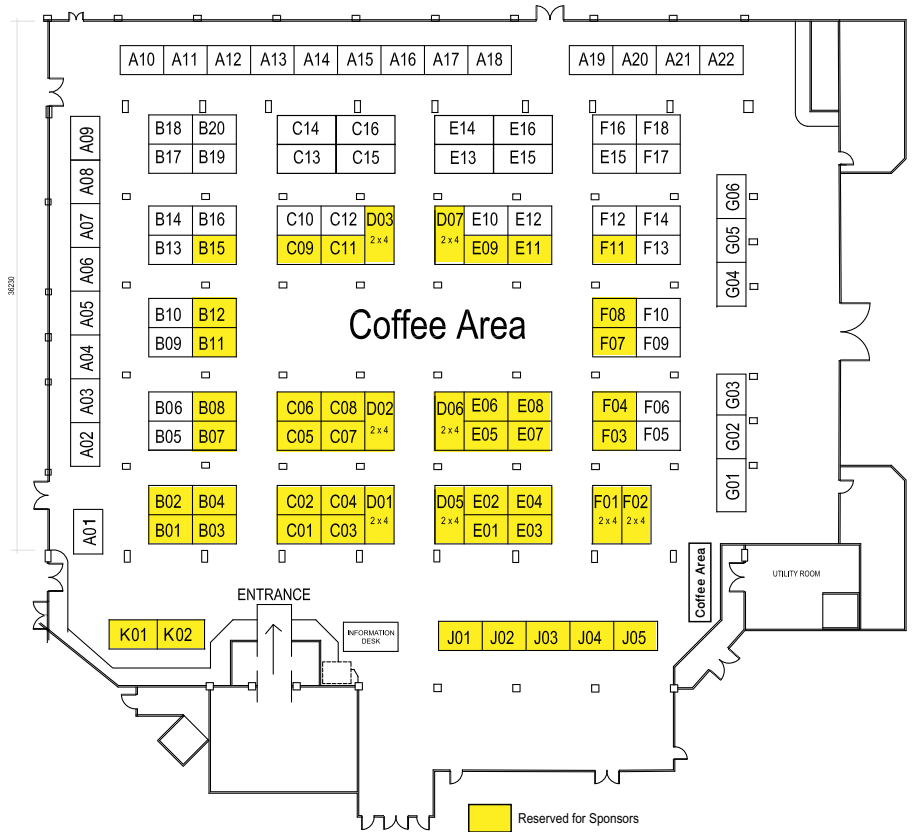 A10 A11 A12 A13 A14 A15 A16 A17 A18 A19 A20 A21 A22
B18 B20 C14 C16 E14 E16 F16 F18
B17 B19 C13 C15 E13 E15 E15 F17
A09
A08
A07
A06
A05
A04
A03
A02
A01
G06
G05
G04
B14 B16 C10 C12 D03 D07 E10 E12 F12 F14
B13 B15 C09 C11 2 x 4 2 x 4 E09 E11 F11 F13
36230
B10 B12 Coffee Area F08 F10
B09 B11 F07 F09
G03
G02
G01
B06 B08 C06 C08 D02 D06 E06 E08 F04 F06
B05 B07 C05 C07 2 x 4 2 x 4 E05 E07 F03 F05
B02 B04 C02 C04 D01 D05 E02 E04 F01 F02
B01 B03 C01 C03 2 x 4 2 x 4 E01 E03 2 x 4 2 x 4
Coffee Area
UTILITY ROOM
ENTRANCE
K01 K02
INFORMATION
DESK
J01 J02 J03 J04 J05
Reserved for Sponsors